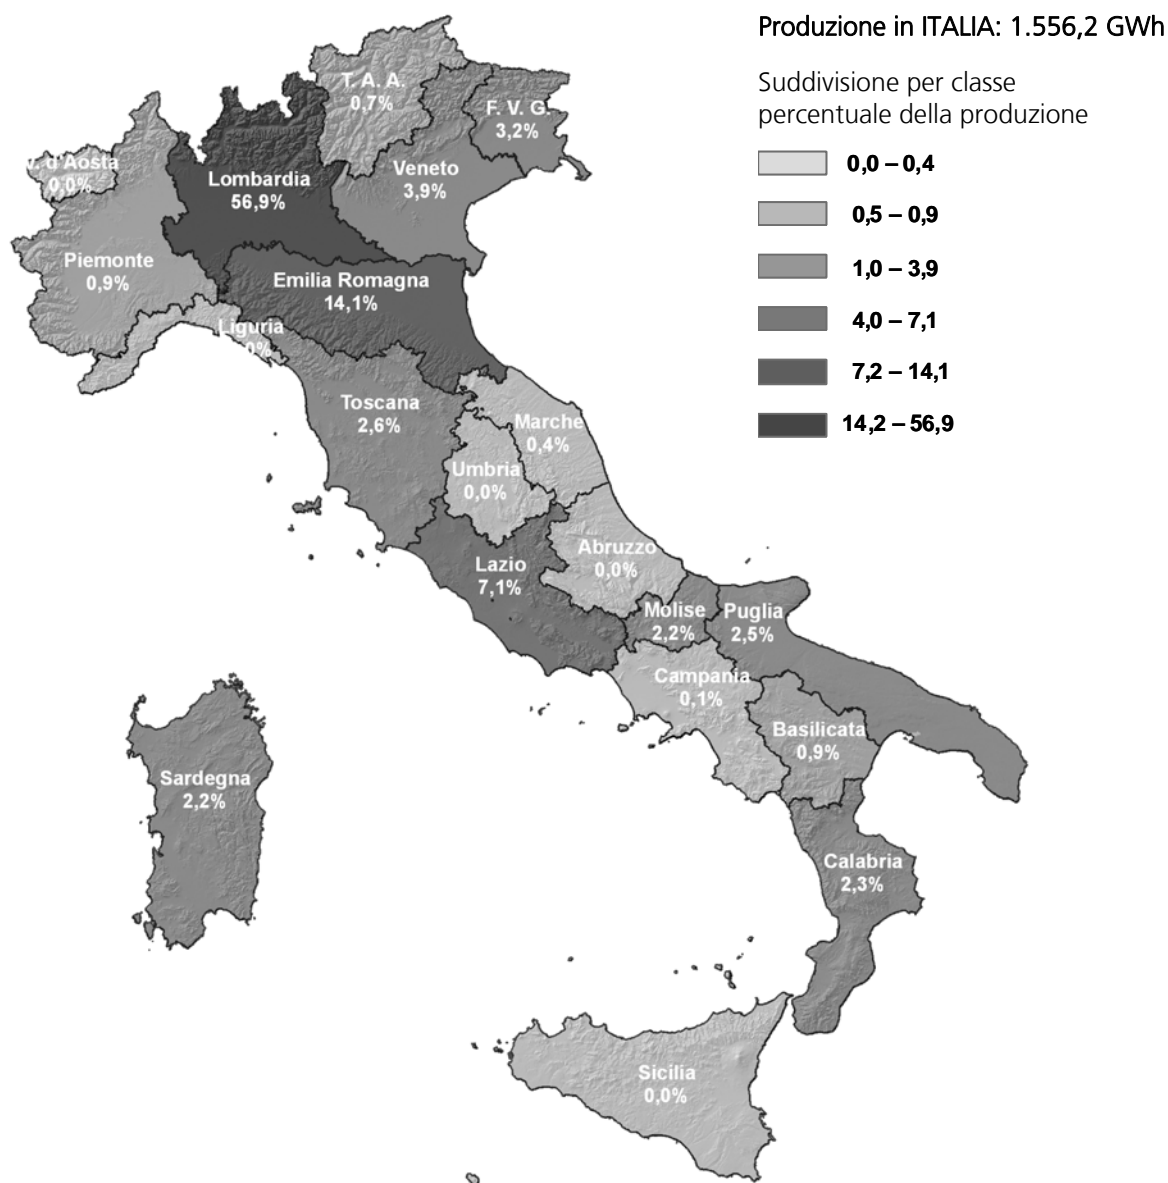 Produzione in ITALIA: 1.556,2 GWh
Suddivisione per classe
percentuale della produzione
0,0 – 0,4
0,5 – 0,9
1,0 – 3,9
4,0 – 7,1
7,2 – 14,1
14,2 – 56,9
T. A. A.
0,7%
F. V. G.
3,2%
V. d'Aosta
0,0%
Lombardia
56,9%
Veneto
3,9%
Piemonte
0,9%
Emilia Romagna
14,1%
Liguria
0%
Toscana
2,6%
Marche
0,4%
Umbria
0,0%
Abruzzo
0,0%
Lazio
7,1%
Molise
2,2%
Puglia
2,5%
Campania
0,1%
Basilicata
0,9%
Sardegna
2,2%
Calabria
2,3%
Sicilia
0,0%